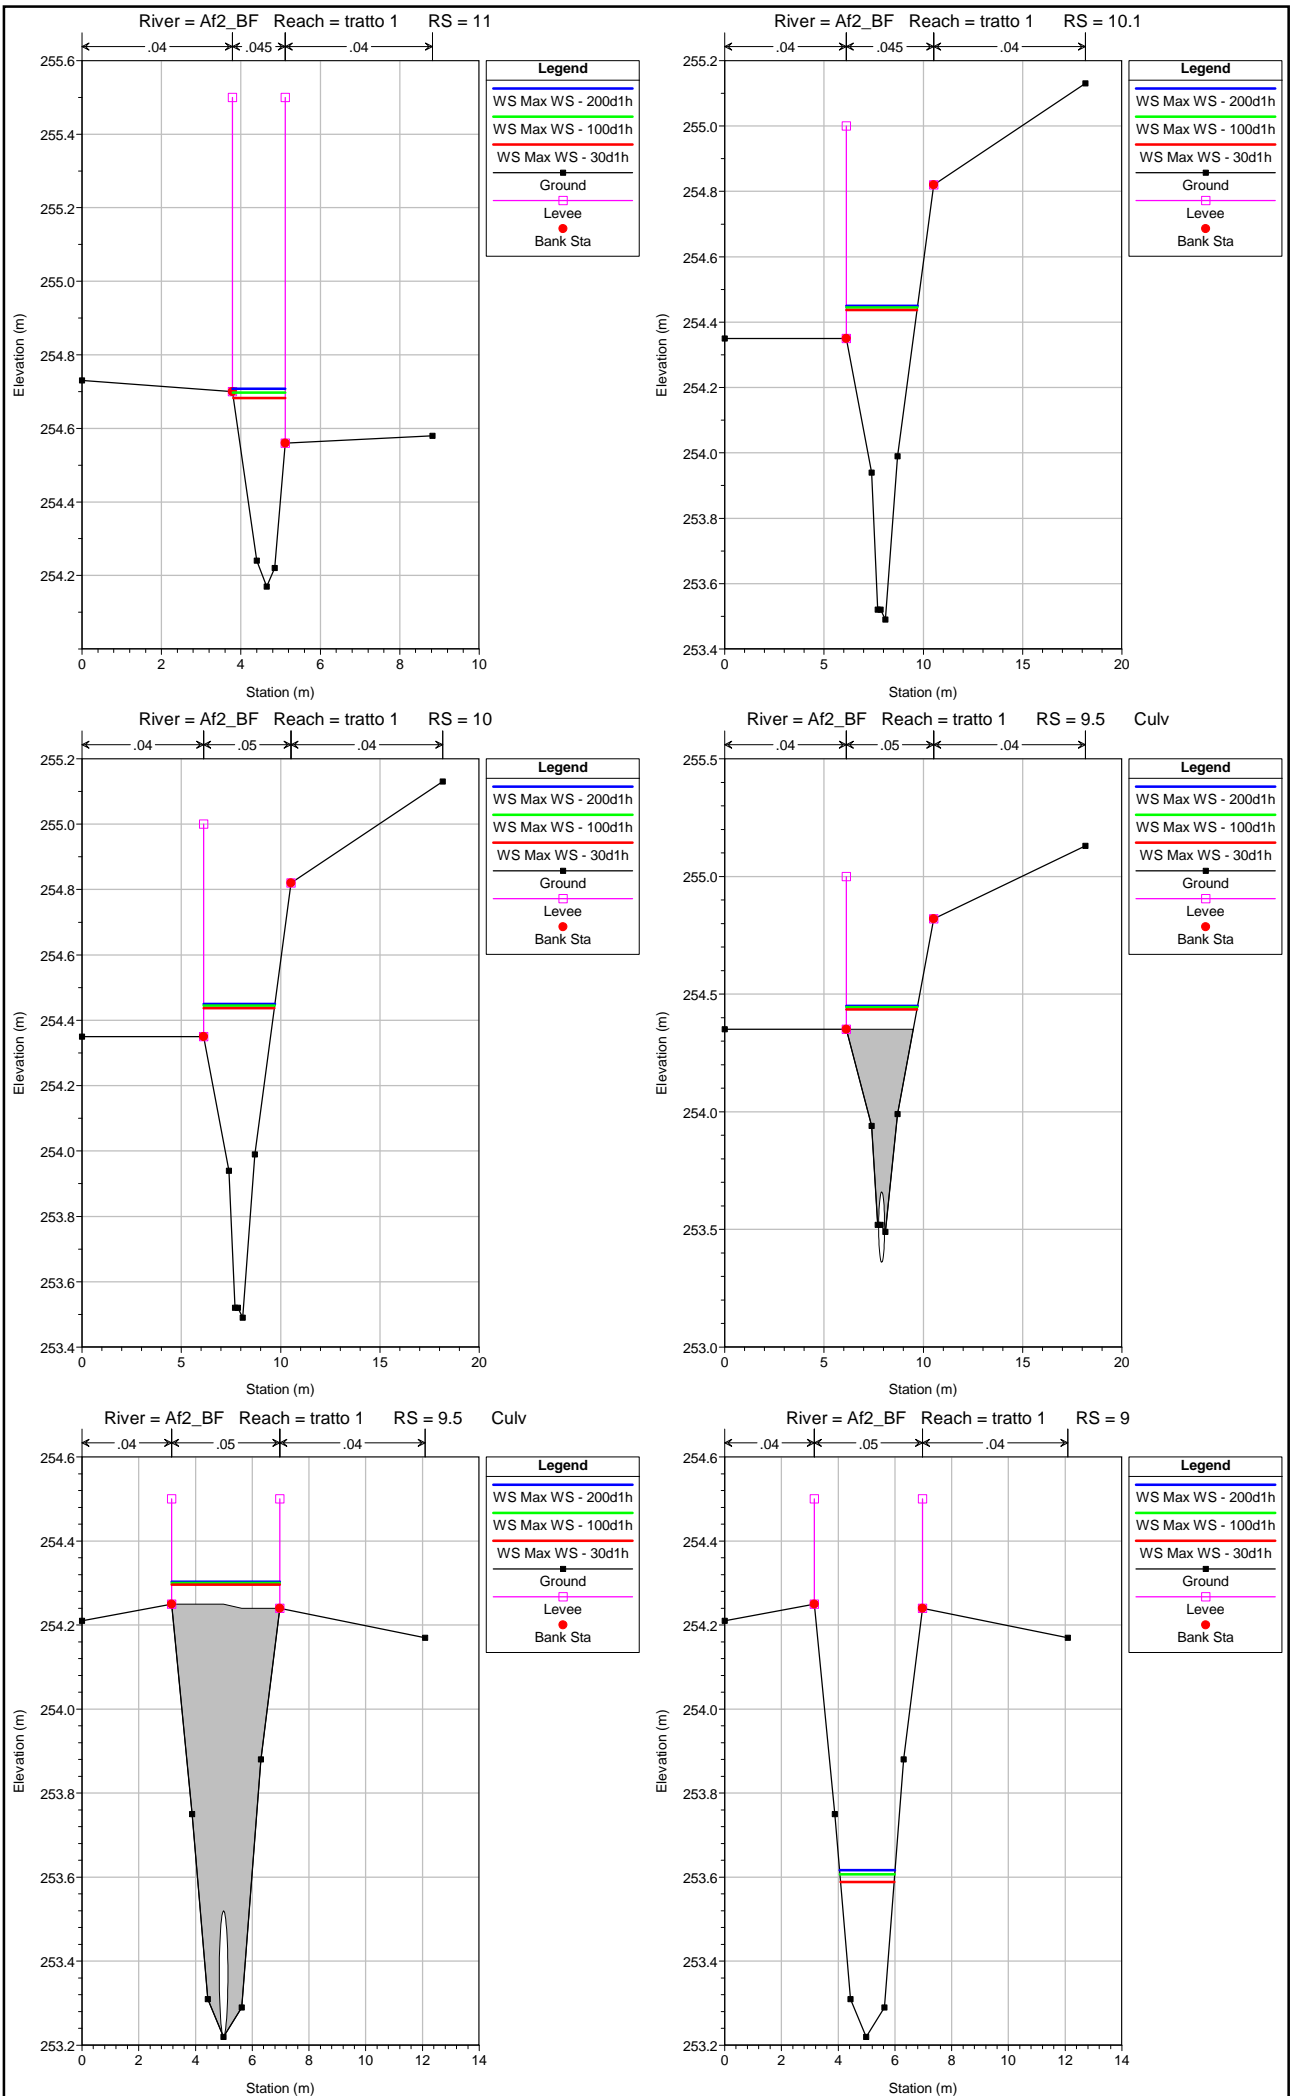 River = Af2_BF Reach = tratto 1 RS = 11
.04 .045 .04
255.6
255.4
255.2
255.0
254.8
254.6
254.4
254.2
Elevation (m)
0 2 4 6 8 10
Station (m)
Legend
WS Max WS - 200d1h
WS Max WS - 100d1h
WS Max WS - 30d1h
Ground
Levee
Bank Sta
River = Af2_BF Reach = tratto 1 RS = 10.1
.04 .045 .04
255.2
255.0
254.8
254.6
254.4
254.2
254.0
253.8
253.6
253.4
Elevation (m)
0 5 10 15 20
Station (m)
Legend
WS Max WS - 200d1h
WS Max WS - 100d1h
WS Max WS - 30d1h
Ground
Levee
Bank Sta
River = Af2_BF Reach = tratto 1 RS = 10
.04 .05 .04
255.2
255.0
254.8
254.6
254.4
254.2
254.0
253.8
253.6
253.4
Elevation (m)
0 5 10 15 20
Station (m)
Legend
WS Max WS - 200d1h
WS Max WS - 100d1h
WS Max WS - 30d1h
Ground
Levee
Bank Sta
River = Af2_BF Reach = tratto 1 RS = 9.5 Culv
.04 .05 .04
255.5
255.0
254.5
254.0
253.5
253.0
Elevation (m)
0 5 10 15 20
Station (m)
Legend
WS Max WS - 200d1h
WS Max WS - 100d1h
WS Max WS - 30d1h
Ground
Levee
Bank Sta
River = Af2_BF Reach = tratto 1 RS = 9.5 Culv
.04 .05 .04
254.6
254.4
254.2
254.0
253.8
253.6
253.4
253.2
Elevation (m)
0 2 4 6 8 10 12 14
Station (m)
Legend
WS Max WS - 200d1h
WS Max WS - 100d1h
WS Max WS - 30d1h
Ground
Levee
Bank Sta
River = Af2_BF Reach = tratto 1 RS = 9
.04 .05 .04
254.6
254.4
254.2
254.0
253.8
253.6
253.4
253.2
Elevation (m)
0 2 4 6 8 10 12 14
Station (m)
Legend
WS Max WS - 200d1h
WS Max WS - 100d1h
WS Max WS - 30d1h
Ground
Levee
Bank Sta